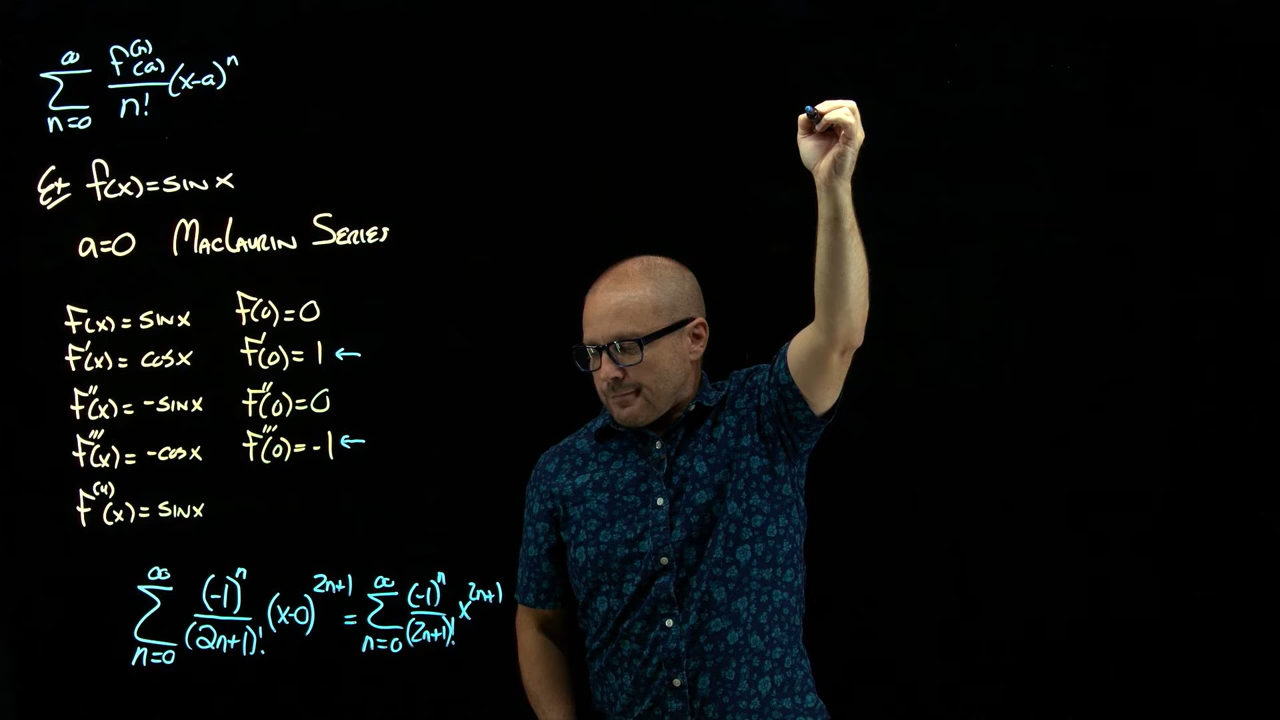 ∞ Σ n=0 f⁽ⁿ⁾(a) / n! (x-a)ⁿ
Ex f(x)=SIN X
a=0 MACLAURIN SERIES
f(x)= SIN X f(0)=0
f'(x)= COS X f'(0)= 1 ←
f''(x)= -SIN X f''(0)=0
f'''(x)= -COS X f'''(0)=-1 ←
f⁽⁴⁾(x)= SIN X
∞ Σ n=0 (-1)ⁿ / (2n+1)! (x-0)²ⁿ⁺¹ = ∞ Σ n=0 (-1)ⁿ / (2n+1)! x²ⁿ⁺¹